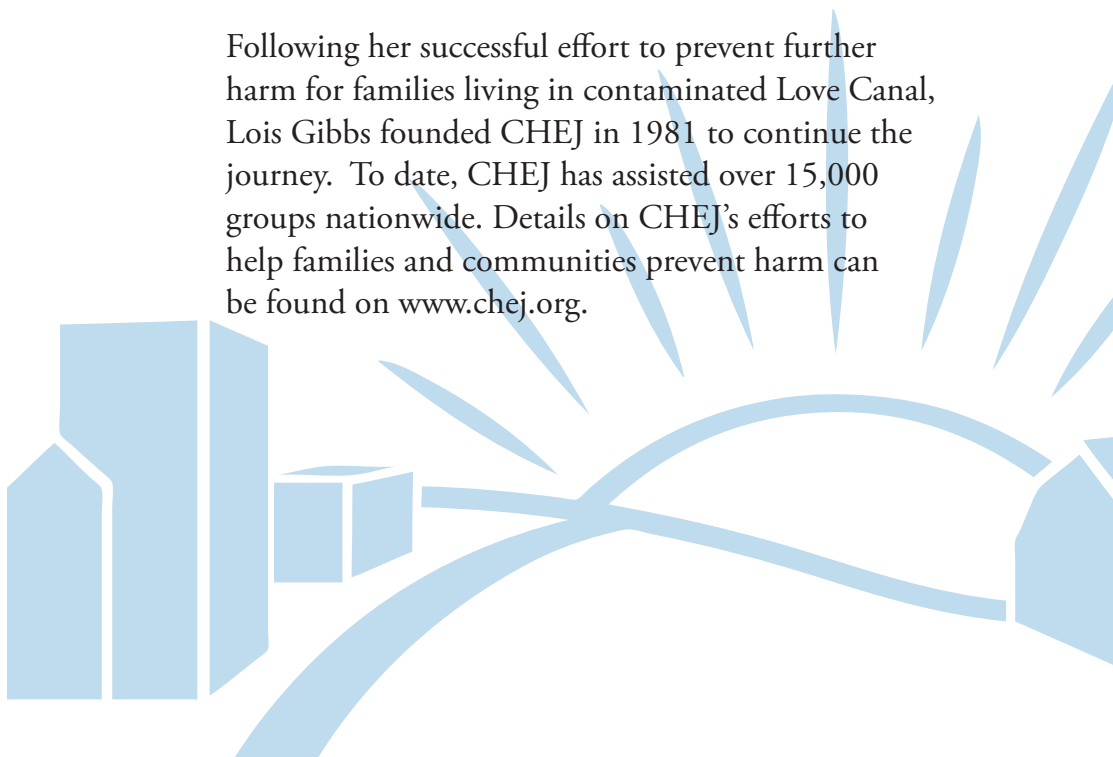 Following her successful effort to prevent further
harm for families living in contaminated Love Canal,
Lois Gibbs founded CHEJ in 1981 to continue the
journey.  To date, CHEJ has assisted over 15,000
groups nationwide. Details on CHEJ’s efforts to
help families and communities prevent harm can
be found on www.chej.org.